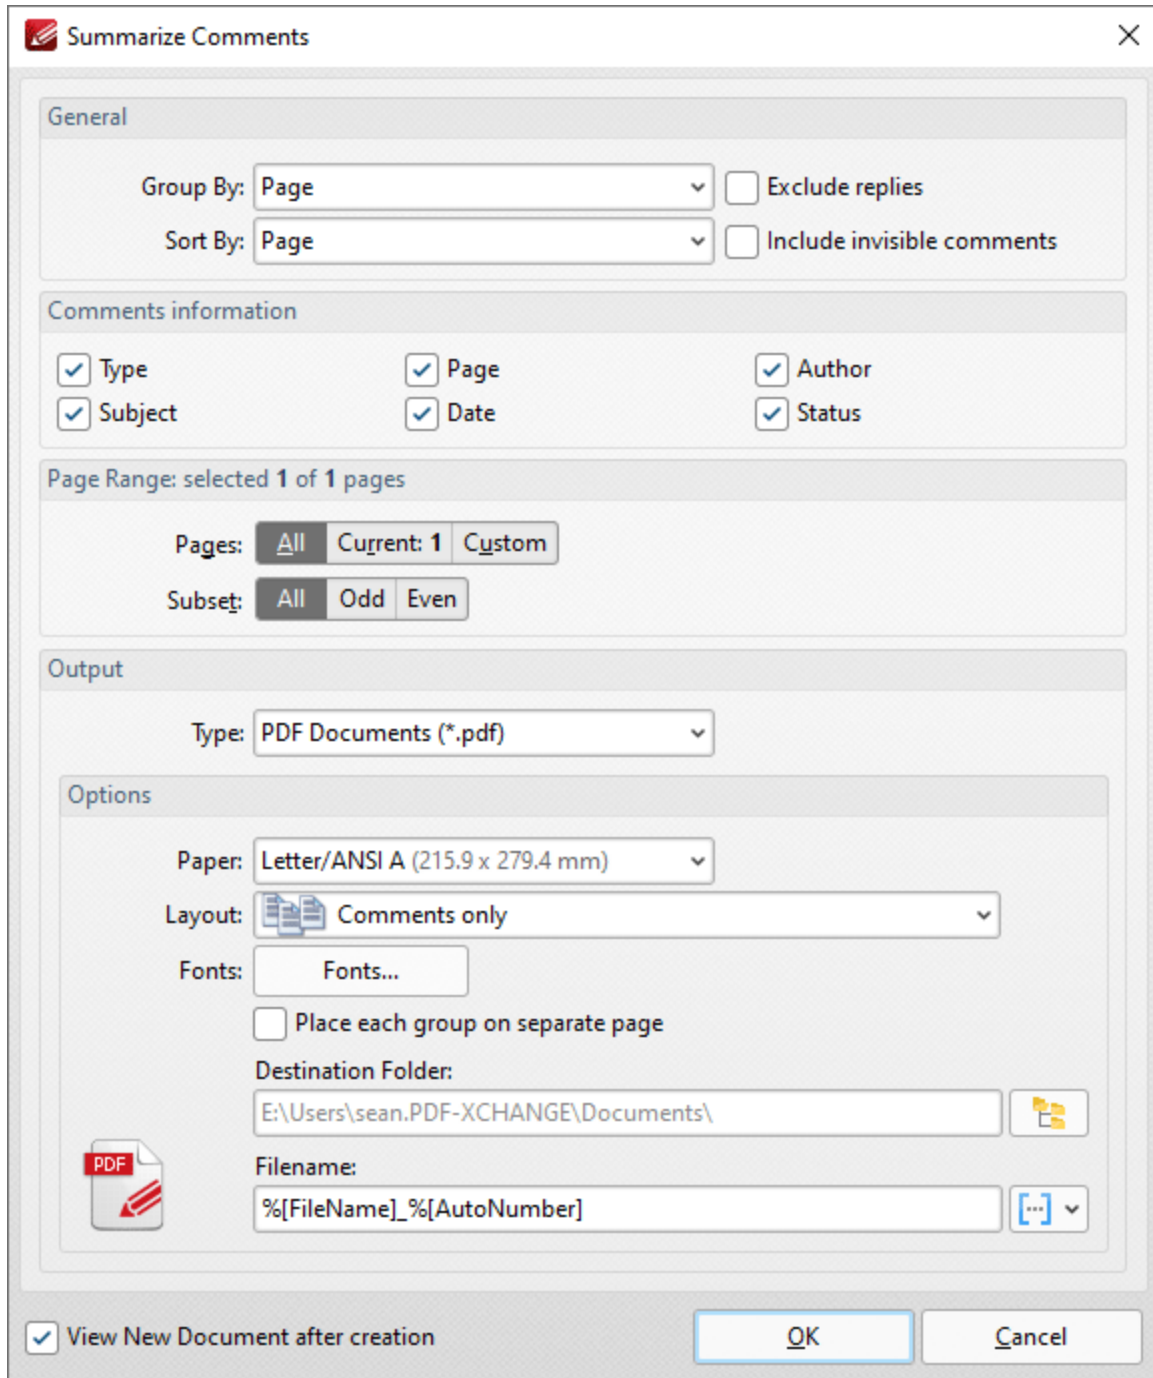 Summarize Comments
General
Group By: Page Exclude replies
Sort By: Page Include invisible comments
Comments information
Type Page Author
Subject Date Status
Page Range: selected 1 of 1 pages
Pages: All Current: 1 Custom
Subset: All Odd Even
Output
Type: PDF Documents (*.pdf)
Options
Paper: Letter/ANSI A (215.9 x 279.4 mm)
Layout: Comments only
Fonts: Fonts...
Place each group on separate page
Destination Folder:
E:\Users\sean.PDF-XCHANGE\Documents\
PDF
Filename:
%[FileName]_%[AutoNumber]
View New Document after creation OK Cancel